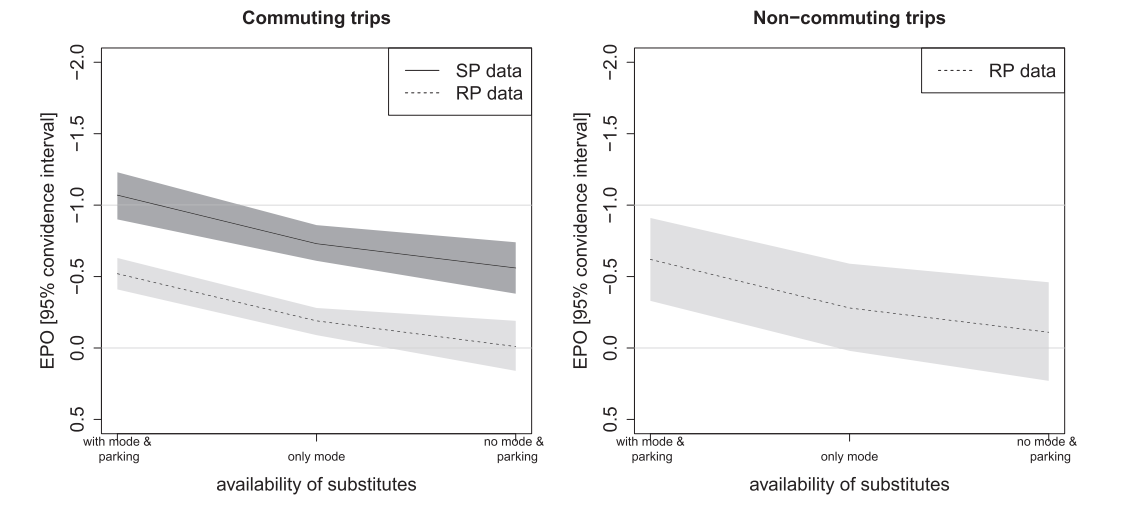 Commuting trips
EPO [95% convidence interval]
−2.0
−1.5
−1.0
−0.5
0.0
0.5
SP data
RP data
with mode &
parking
only mode
no mode &
parking
availability of substitutes
Non−commuting trips
EPO [95% convidence interval]
−2.0
−1.5
−1.0
−0.5
0.0
0.5
RP data
with mode &
parking
only mode
no mode &
parking
availability of substitutes